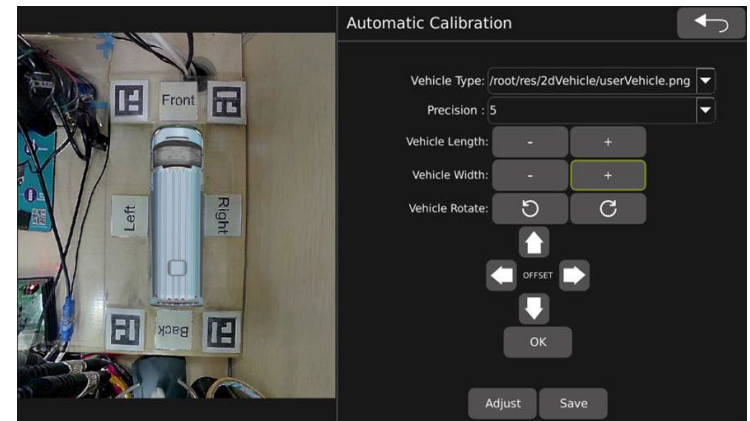 Automatic Calibration
Vehicle Type: /root/res/2dVehicle/userVehicle.png
Precision : 5
Vehicle Length: - +
Vehicle Width: - +
Vehicle Rotate:
OFFSET
OK
Adjust Save
Front
Left
Right
Back